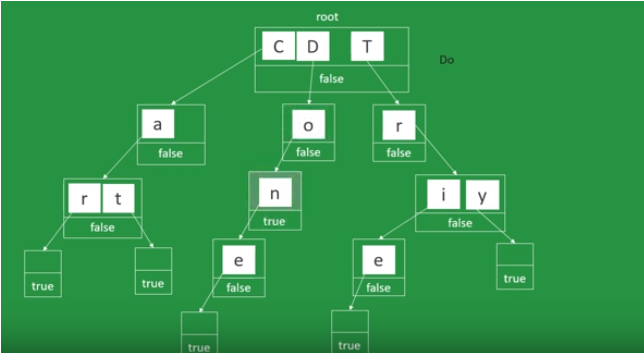 root
C D T
Do
false
a
o
r
false
false
false
r t
n
i y
false
true
false
e
e
true
true
false
false
true
true
true